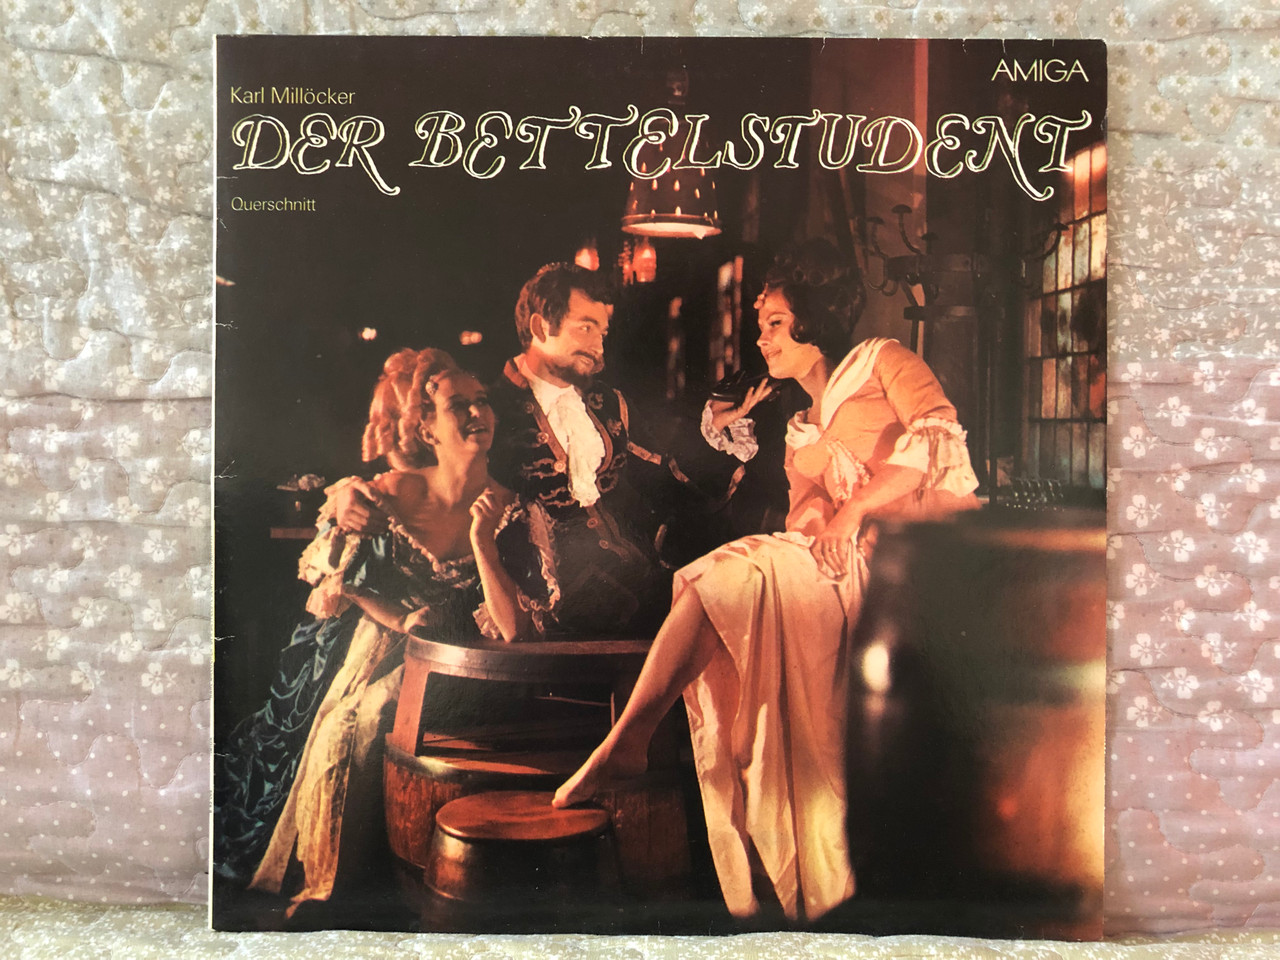 AMIGA
Karl Millöcker
DER BETTELSTUDENT
Querschnitt